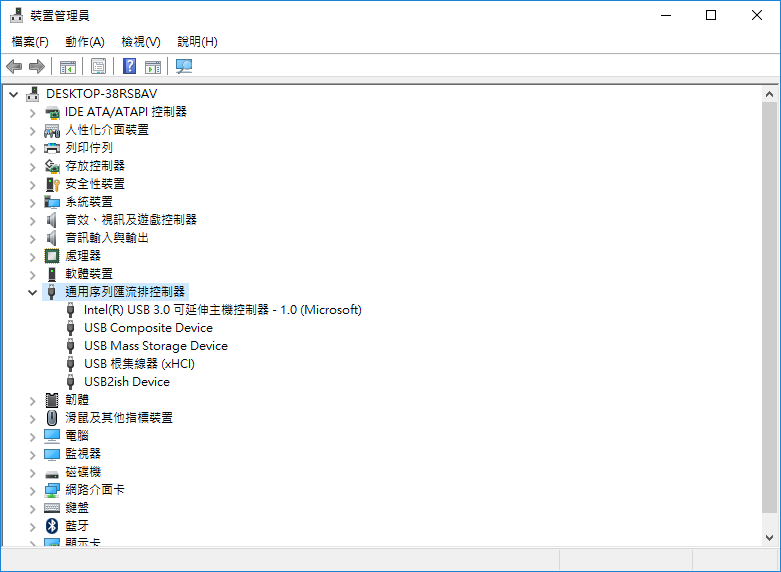 裝置管理員
檔案(F) 動作(A) 檢視(V) 說明(H)
DESKTOP-38RSBAV
IDE ATA/ATAPI 控制器
人性化介面裝置
列印佇列
存放控制器
安全性裝置
系統裝置
音效、視訊及遊戲控制器
音訊輸入與輸出
處理器
軟體裝置
通用序列匯流排控制器
Intel(R) USB 3.0 可延伸主機控制器 - 1.0 (Microsoft)
USB Composite Device
USB Mass Storage Device
USB 根集線器 (xHCI)
USB2ish Device
韌體
滑鼠及其他指標裝置
電腦
監視器
磁碟機
網路介面卡
鍵盤
藍牙
顯示卡